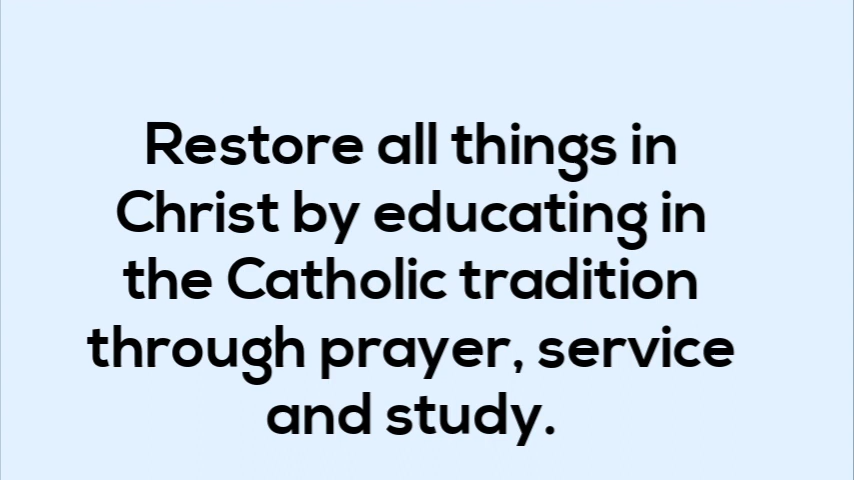 Restore all things in
Christ by educating in
the Catholic tradition
through prayer, service
and study.